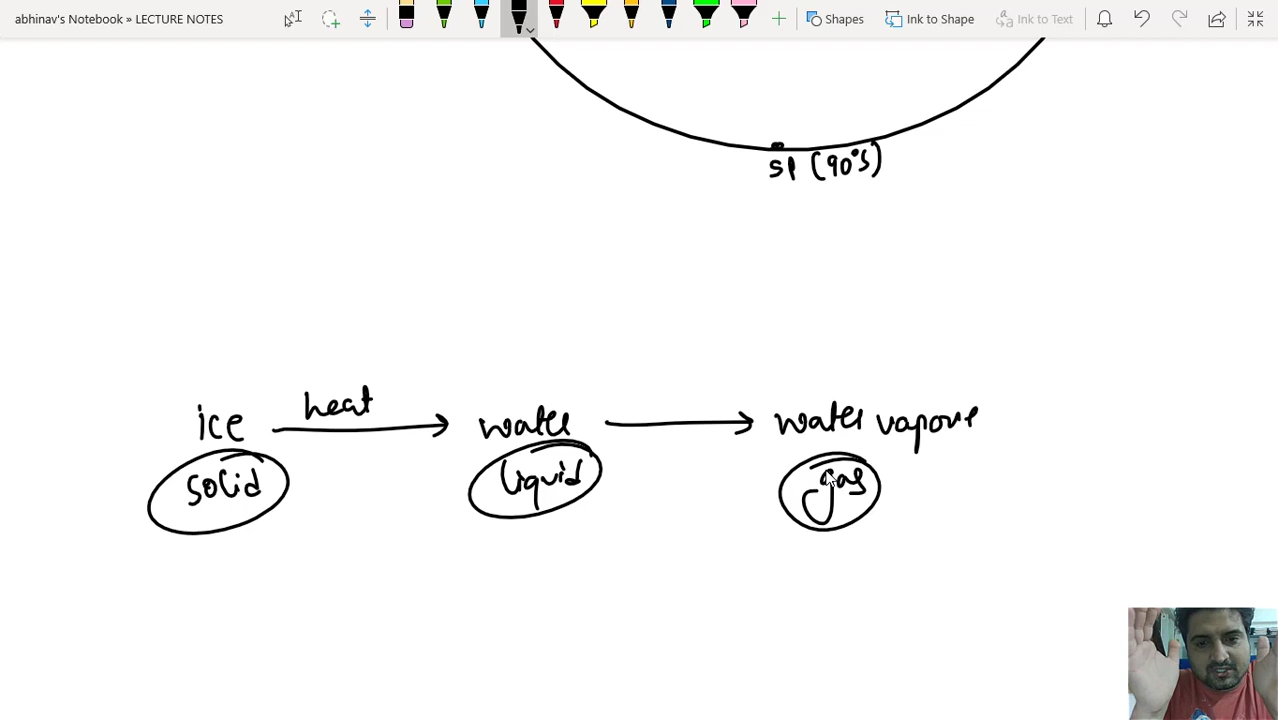 abhinav's Notebook » LECTURE NOTES
Shapes
Ink to Shape
Ink to Text
SP (90°S)
ice heat water water vapour
solid liquid gas